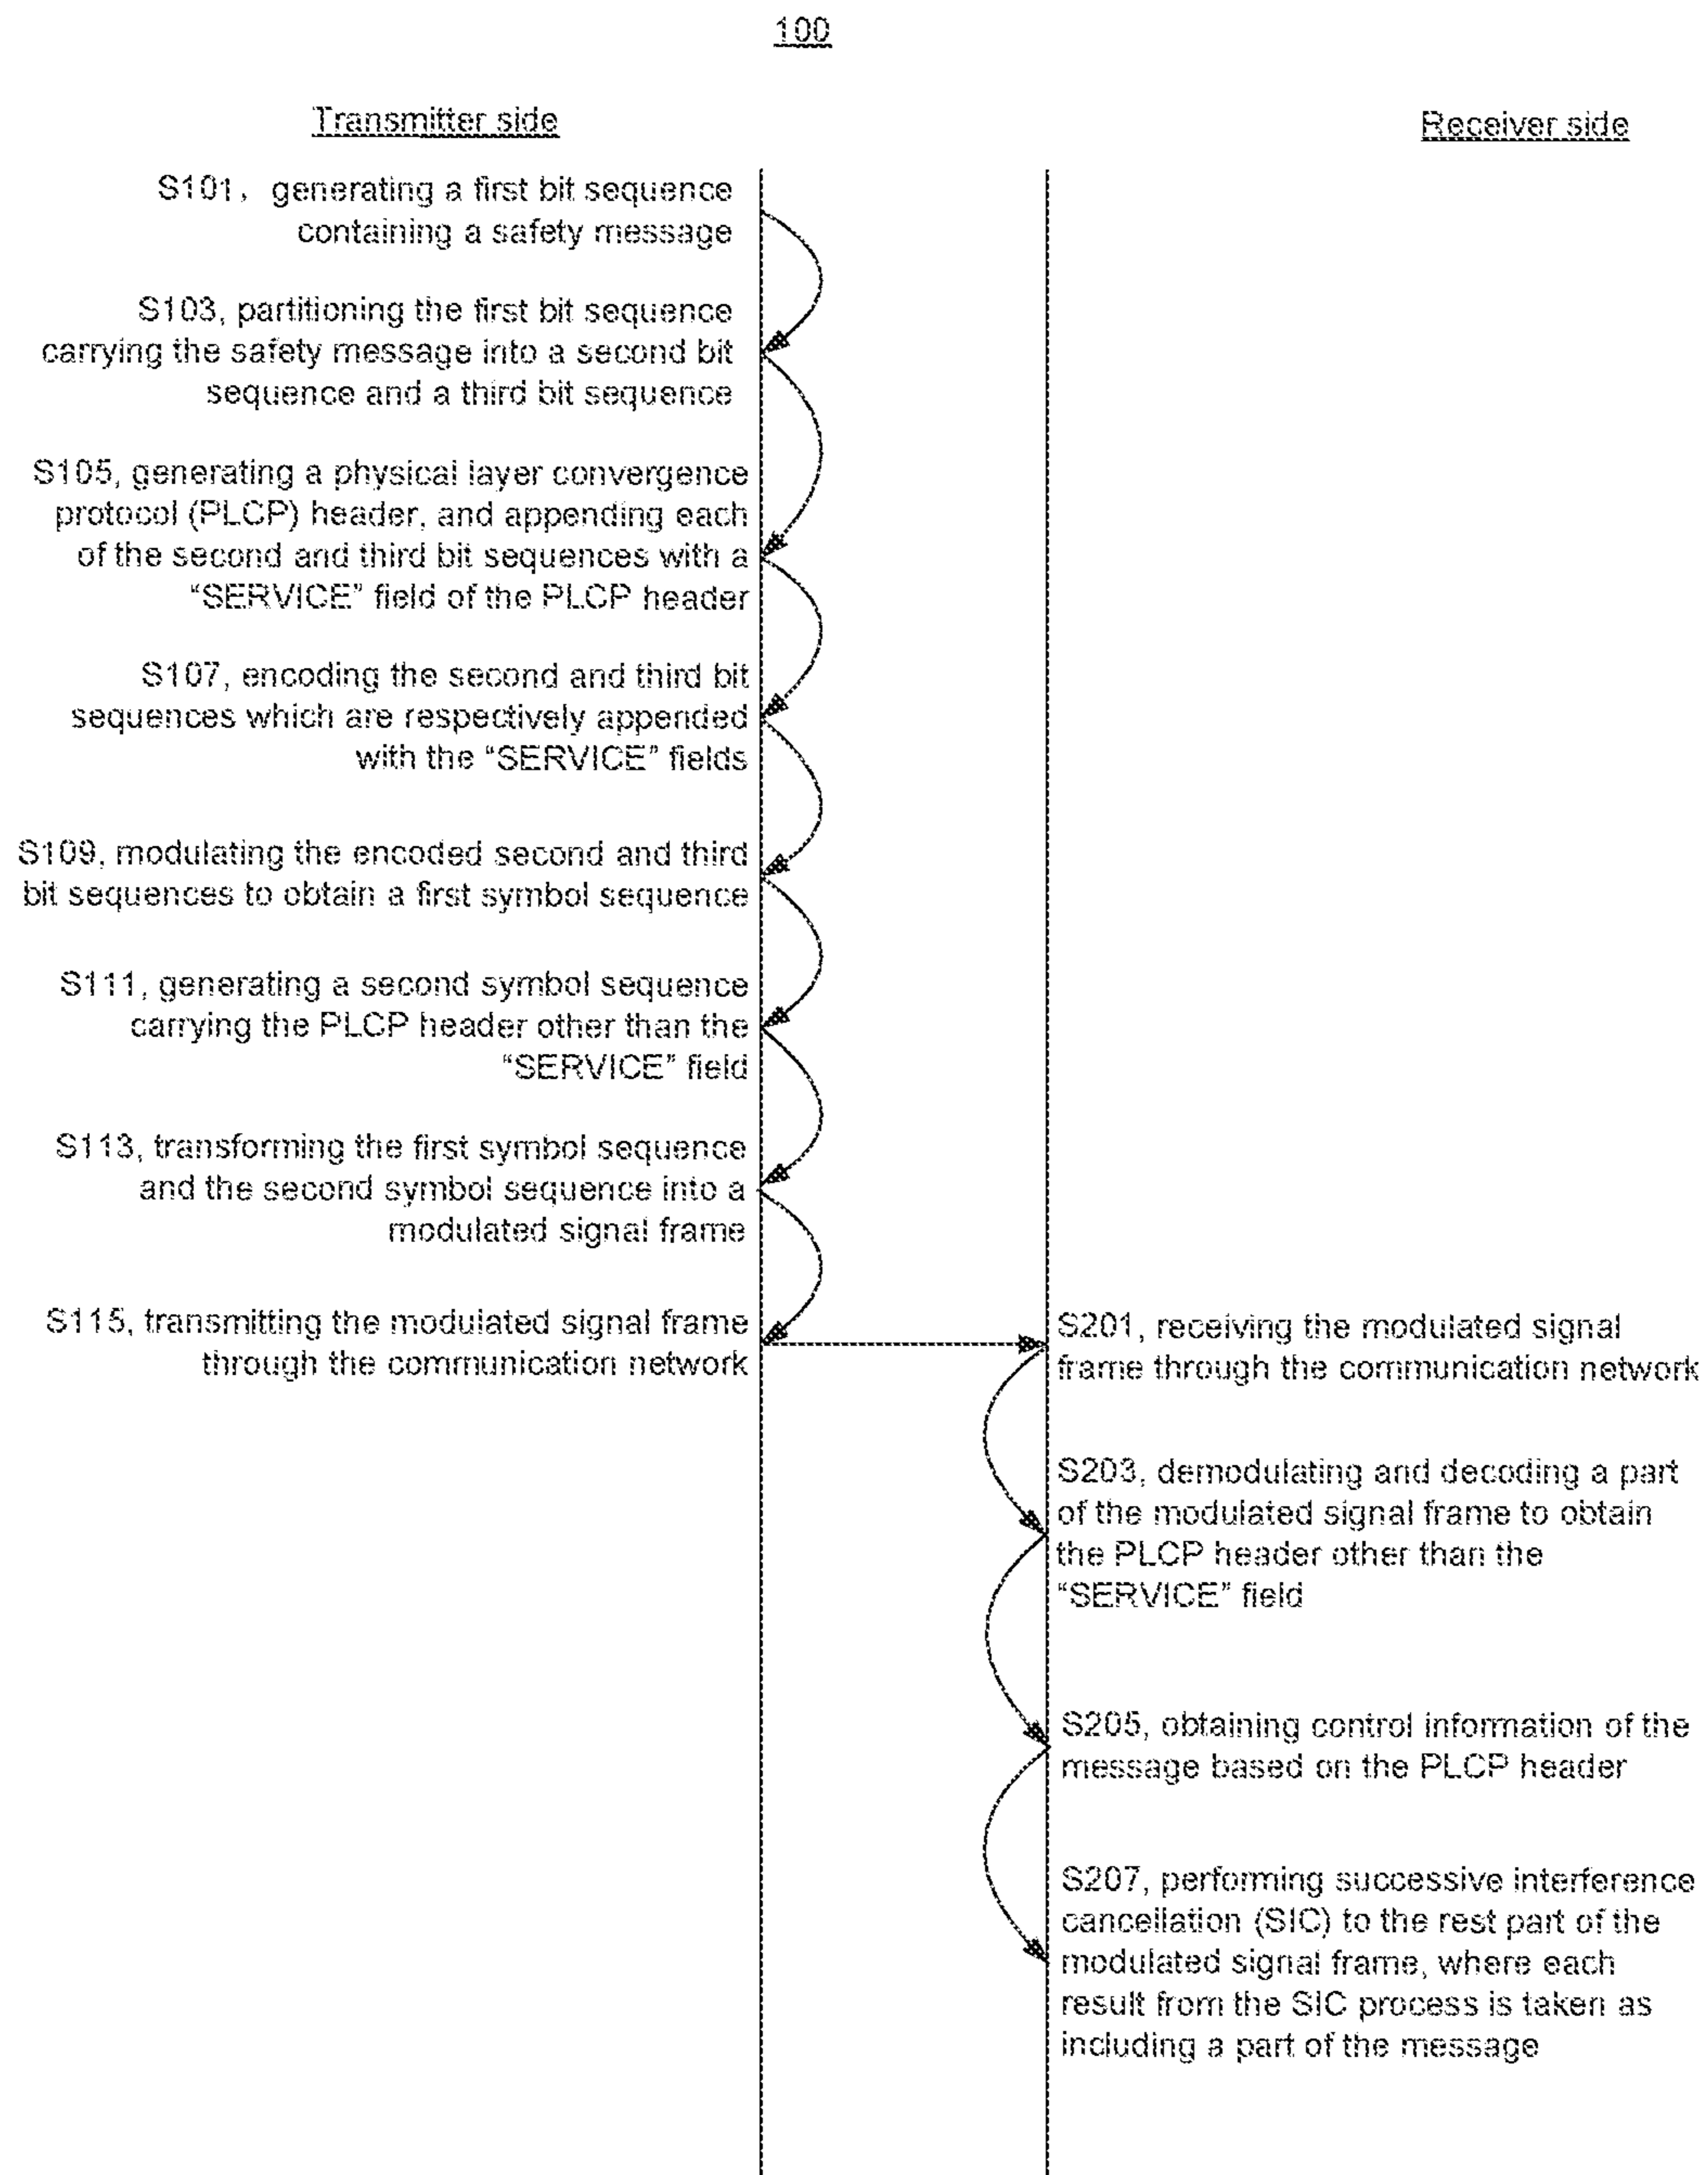 100
Transmitter side
Receiver side
S101, generating a first bit sequence
containing a safety message
S103, partitioning the first bit sequence
carrying the safety message into a second bit
sequence and a third bit sequence
S105, generating a physical layer convergence
protocol (PLCP) header, and appending each
of the second and third bit sequences with a
“SERVICE” field of the PLCP header
S107, encoding the second and third bit
sequences which are respectively appended
with the “SERVICE” fields
S109, modulating the encoded second and third
bit sequences to obtain a first symbol sequence
S111, generating a second symbol sequence
carrying the PLCP header other than the
“SERVICE” field
S113, transforming the first symbol sequence
and the second symbol sequence into a
modulated signal frame
S115, transmitting the modulated signal frame
through the communication network
S201, receiving the modulated signal
frame through the communication network
S203, demodulating and decoding a part
of the modulated signal frame to obtain
the PLCP header other than the
“SERVICE” field
S205, obtaining control information of the
message based on the PLCP header
S207, performing successive interference
cancellation (SIC) to the rest part of the
modulated signal frame, where each
result from the SIC process is taken as
including a part of the message